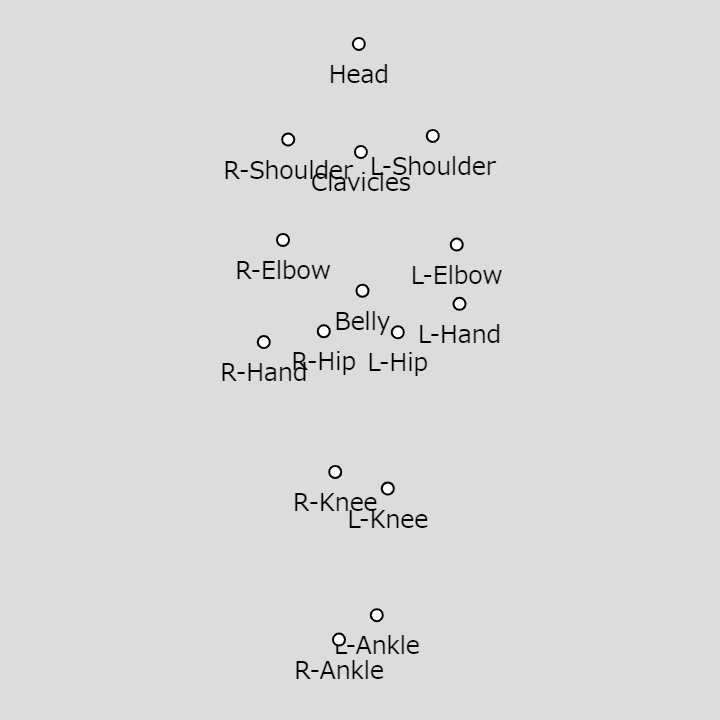 Head
R-Shoulder
L-Shoulder
Clavicles
R-Elbow
L-Elbow
Belly
L-Hand
R-Hip
L-Hip
R-Hand
R-Knee
L-Knee
L-Ankle
R-Ankle